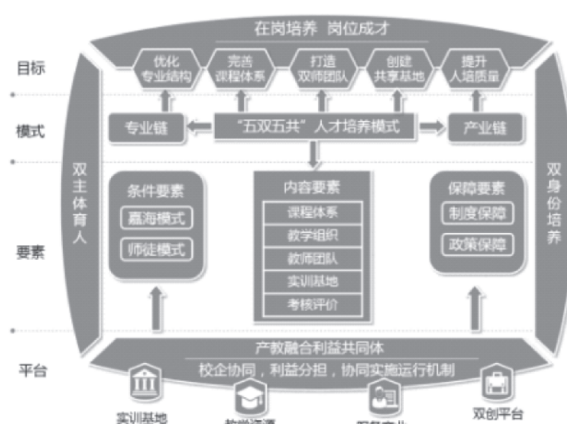 在岗培养 岗位成才
目标
优化
专业结构
完善
课程体系
打造
双师团队
创建
共享基地
提升
人培质量
模式
专业链
“五双五共”人才培养模式
产业链
双主体育人
双身份培养
要素
条件要素
嘉海模式
师徒模式
内容要素
课程体系
教学组织
教师团队
实训基地
考核评价
保障要素
制度保障
政策保障
平台
产教融合利益共同体
校企协同，利益分担，协同实施运行机制
实训基地
教学资源
双创平台